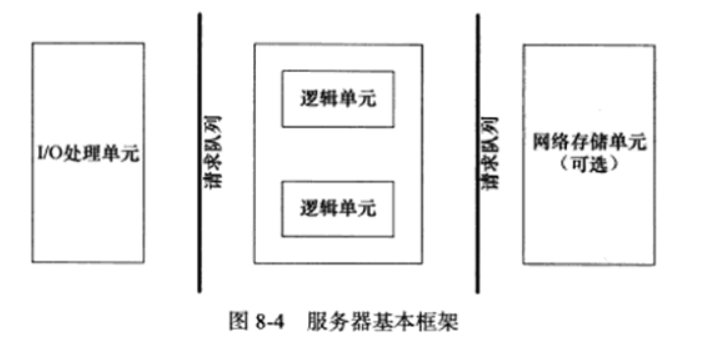 I/O处理单元
请求队列
逻辑单元
逻辑单元
请求队列
网络存储单元
（可选）
图 8-4 服务器基本框架